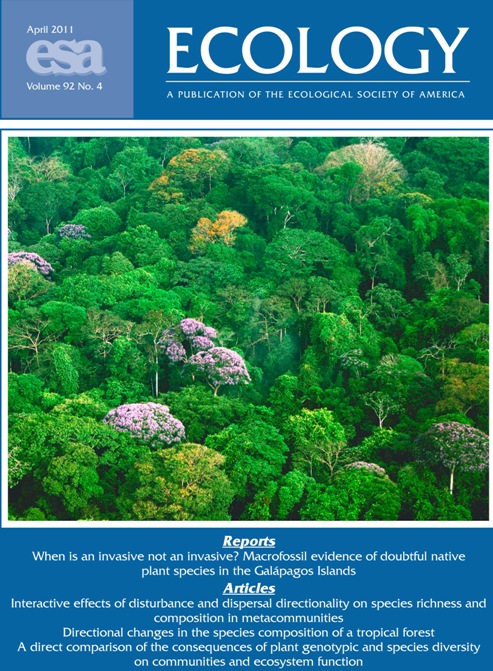 April 2011
esa
Volume 92 No. 4
ECOLOGY
A PUBLICATION OF THE ECOLOGICAL SOCIETY OF AMERICA
Reports
When is an invasive not an invasive? Macrofossil evidence of doubtful native
plant species in the Galápagos Islands
Articles
Interactive effects of disturbance and dispersal directionality on species richness and
composition in metacommunities
Directional changes in the species composition of a tropical forest
A direct comparison of the consequences of plant genotypic and species diversity
on communities and ecosystem function